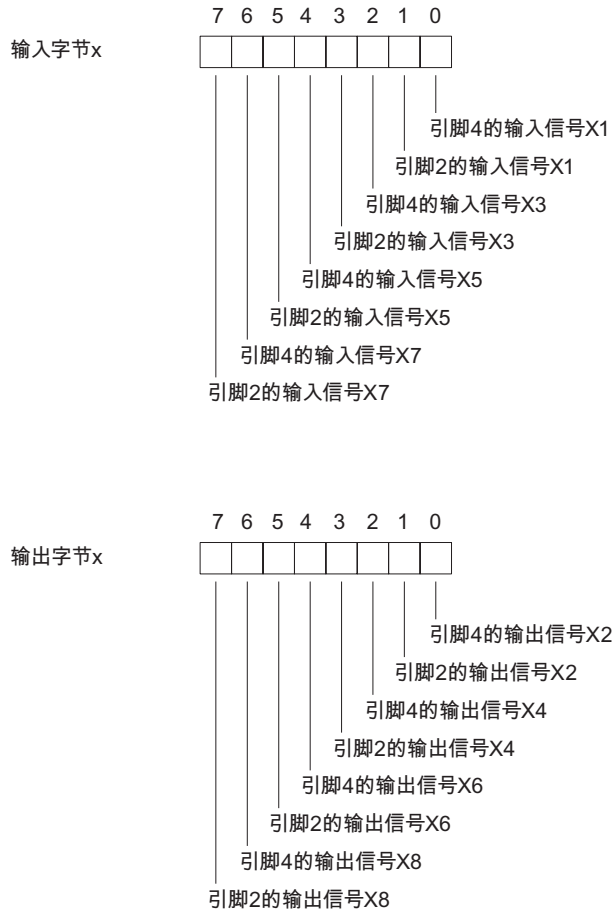 7 6 5 4 3 2 1 0
输入字节x
引脚4的输入信号X1
引脚2的输入信号X1
引脚4的输入信号X3
引脚2的输入信号X3
引脚4的输入信号X5
引脚2的输入信号X5
引脚4的输入信号X7
引脚2的输入信号X7
7 6 5 4 3 2 1 0
输出字节x
引脚4的输出信号X2
引脚2的输出信号X2
引脚4的输出信号X4
引脚2的输出信号X4
引脚4的输出信号X6
引脚2的输出信号X6
引脚4的输出信号X8
引脚2的输出信号X8